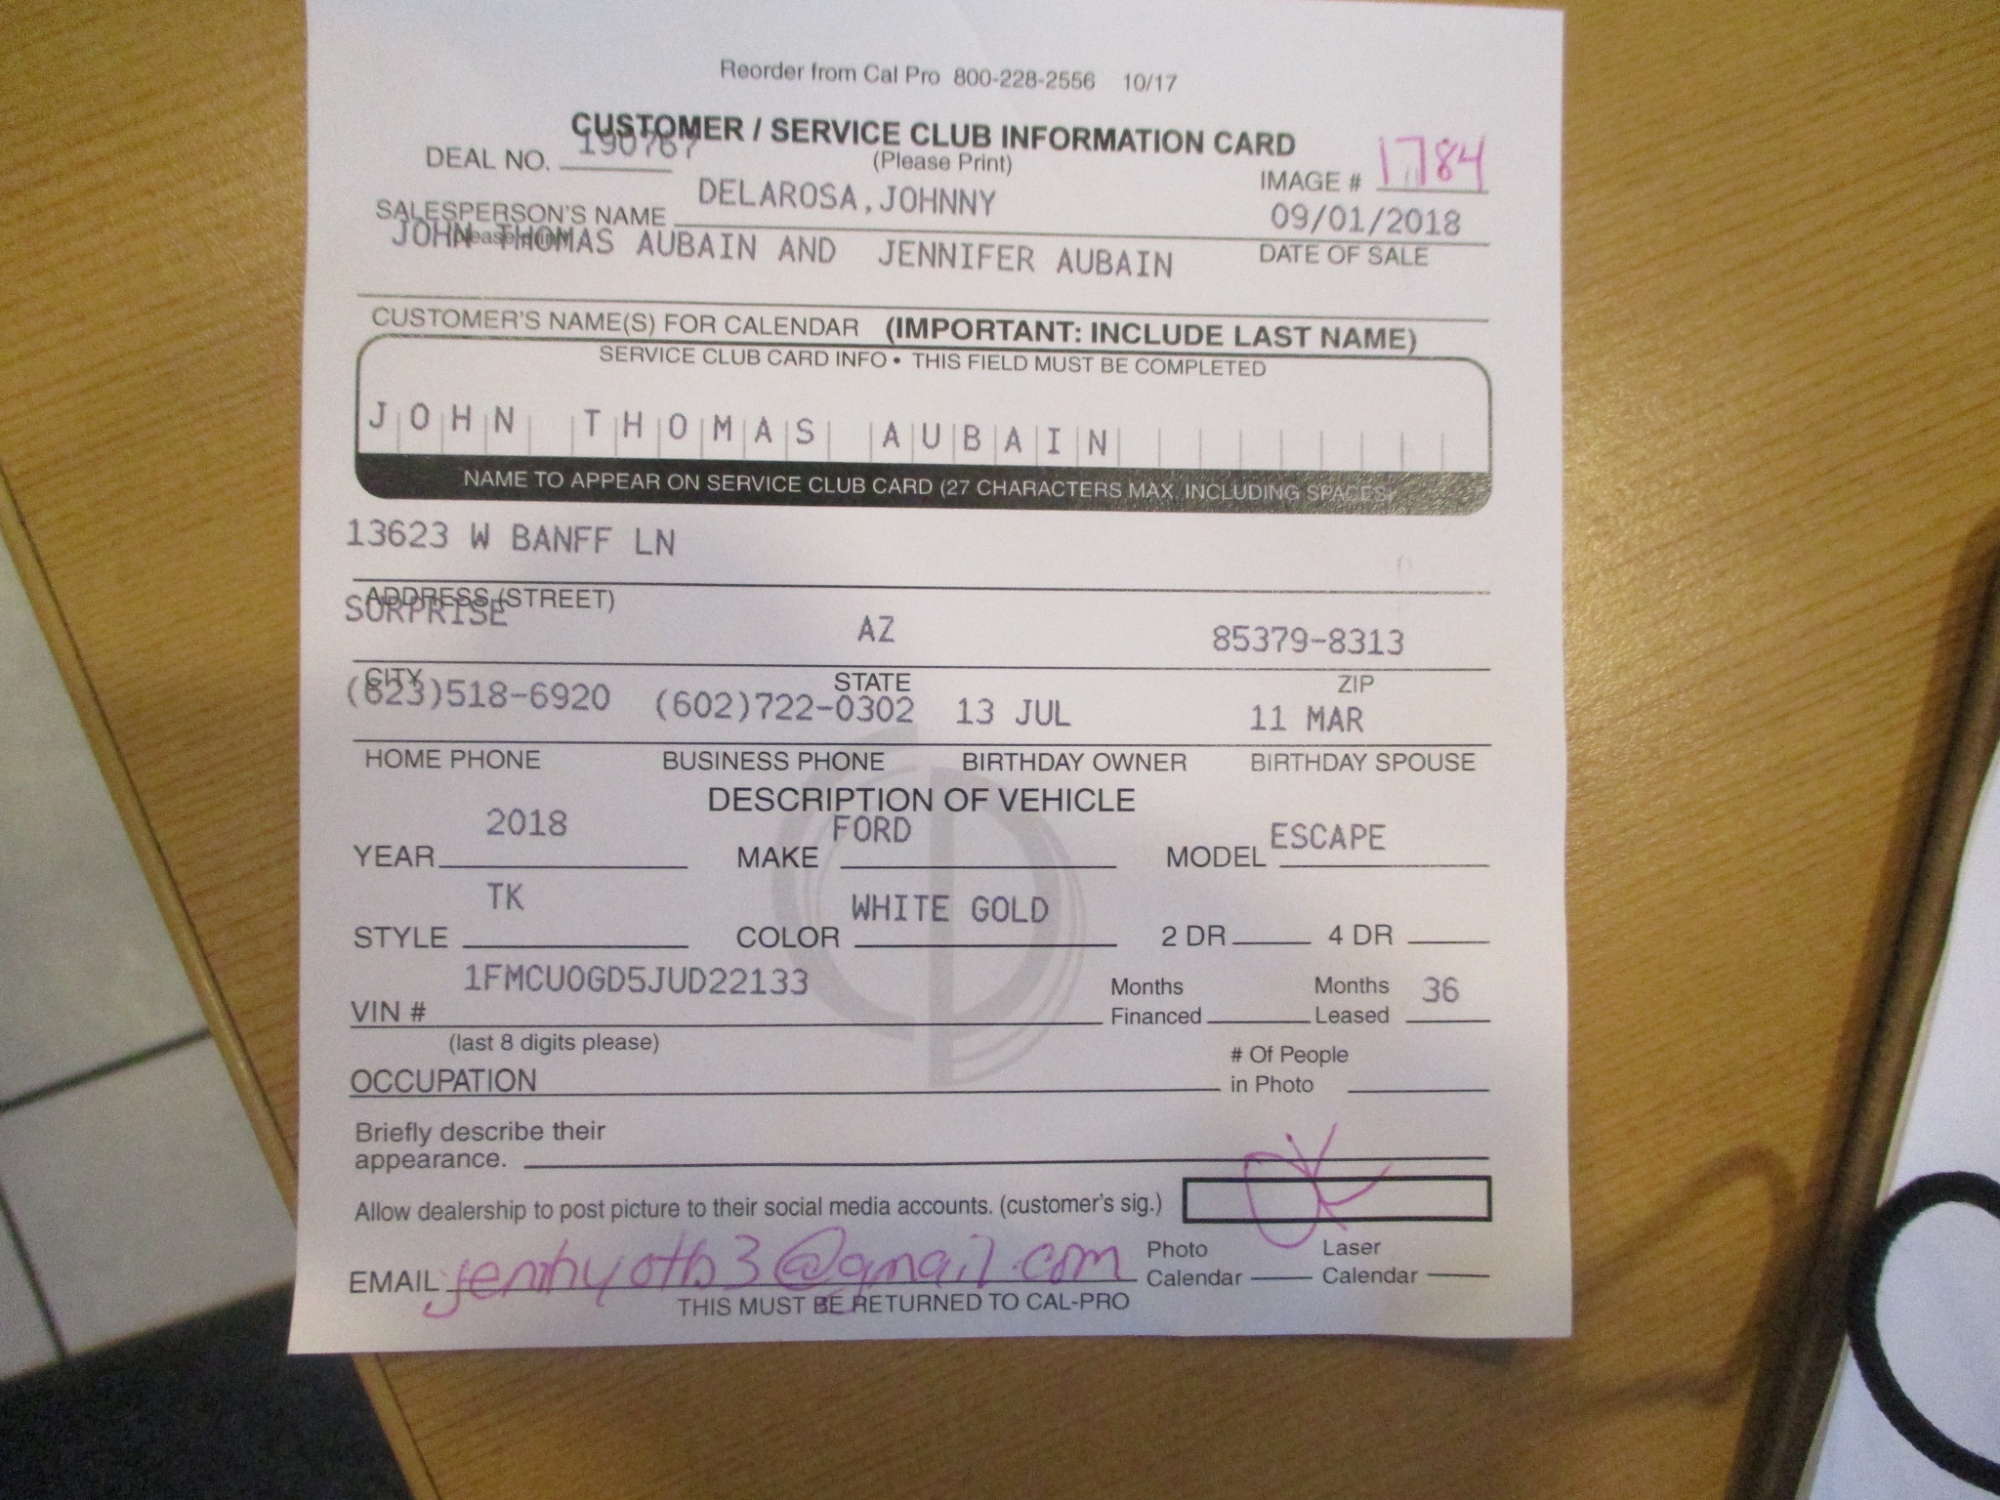 Reorder from Cal Pro 800-228-2556 10/17
CUSTOMER / SERVICE CLUB INFORMATION CARD
DEAL NO. 190767 (Please Print)
IMAGE # 1784
SALESPERSON'S NAME DELAROSA,JOHNNY 09/01/2018
JOHN THOMAS AUBAIN AND JENNIFER AUBAIN DATE OF SALE
CUSTOMER'S NAME(S) FOR CALENDAR (IMPORTANT: INCLUDE LAST NAME)
SERVICE CLUB CARD INFO • THIS FIELD MUST BE COMPLETED
JOHN THOMAS AUBAIN
NAME TO APPEAR ON SERVICE CLUB CARD (27 CHARACTERS MAX. INCLUDING SPACES)
13623 W BANFF LN
ADDRESS (STREET)
SURPRISE AZ 85379-8313
CITY STATE ZIP
(623)518-6920 (602)722-0302 13 JUL 11 MAR
HOME PHONE BUSINESS PHONE BIRTHDAY OWNER BIRTHDAY SPOUSE
DESCRIPTION OF VEHICLE
YEAR 2018 MAKE FORD MODEL ESCAPE
STYLE TK COLOR WHITE GOLD 2 DR 4 DR
VIN # 1FMCU0GD5JUD22133 Months Financed Months Leased 36
(last 8 digits please)
OCCUPATION # Of People in Photo
Briefly describe their
appearance.
Allow dealership to post picture to their social media accounts. (customer's sig.)
EMAIL @gmail.com Photo Calendar Laser Calendar
THIS MUST BE RETURNED TO CAL-PRO